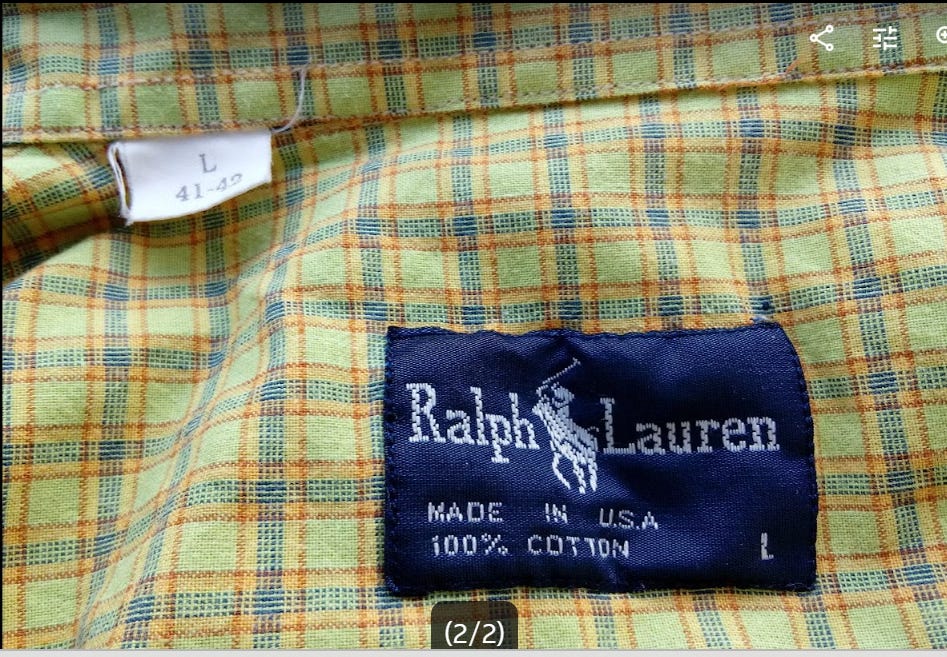 L
41-42
Ralph Lauren
MADE IN U.S.A
100% COTTON
L
(2/2)